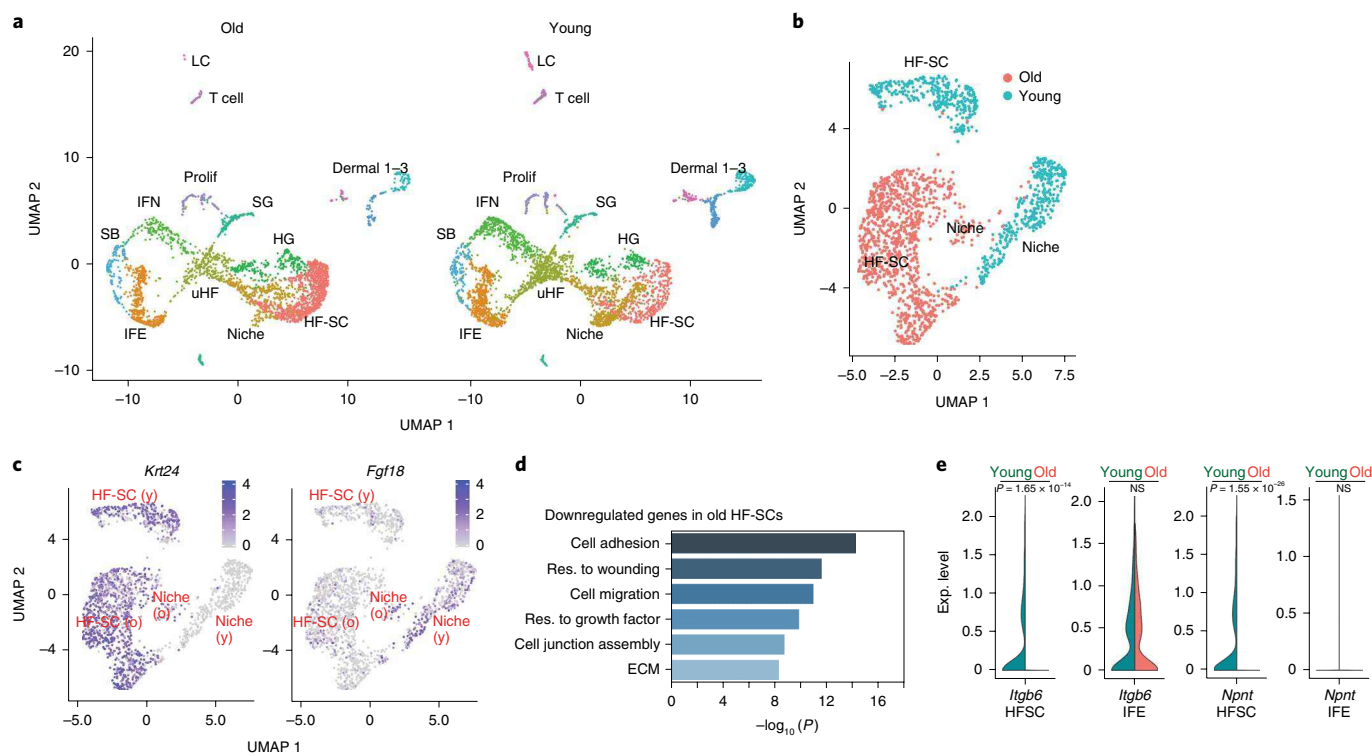 a
Old
Young
20
10
0
−10
UMAP 2
LC
T cell
Dermal 1–3
Prolif
IFN
SG
SB
HG
uHF
IFE
Niche
HF-SC
LC
T cell
Dermal 1–3
Prolif
IFN
SG
SB
HG
uHF
IFE
Niche
HF-SC
−10
0
10
−10
0
10
UMAP 1
b
HF-SC
Old
Young
4
0
−4
UMAP 2
Niche
HF-SC
Niche
−5.0
−2.5
0
2.5
5.0
7.5
UMAP 1
c
Krt24
Fgf18
HF-SC (y)
4
2
0
HF-SC (y)
4
2
0
4
0
−4
UMAP 2
Niche
(o)
HF-SC (o)
Niche
(y)
4
0
−4
Niche
(o)
HF-SC (o)
Niche
(y)
−5.0
0
5.0
−5.0
0
5.0
UMAP 1
d
Downregulated genes in old HF-SCs
Cell adhesion
Res. to wounding
Cell migration
Res. to growth factor
Cell junction assembly
ECM
0
4
8
12
16
−log10 (P)
e
Young Old
P = 1.65 × 10−14
2.0
1.5
1.0
0.5
0
Exp. level
Itgb6
HFSC
Young Old
NS
2.0
1.5
1.0
0.5
0
Itgb6
IFE
Young Old
P = 1.55 × 10−26
2.0
1.5
1.0
0.5
0
Npnt
HFSC
Young Old
NS
1.5
1.0
0.5
0
Npnt
IFE